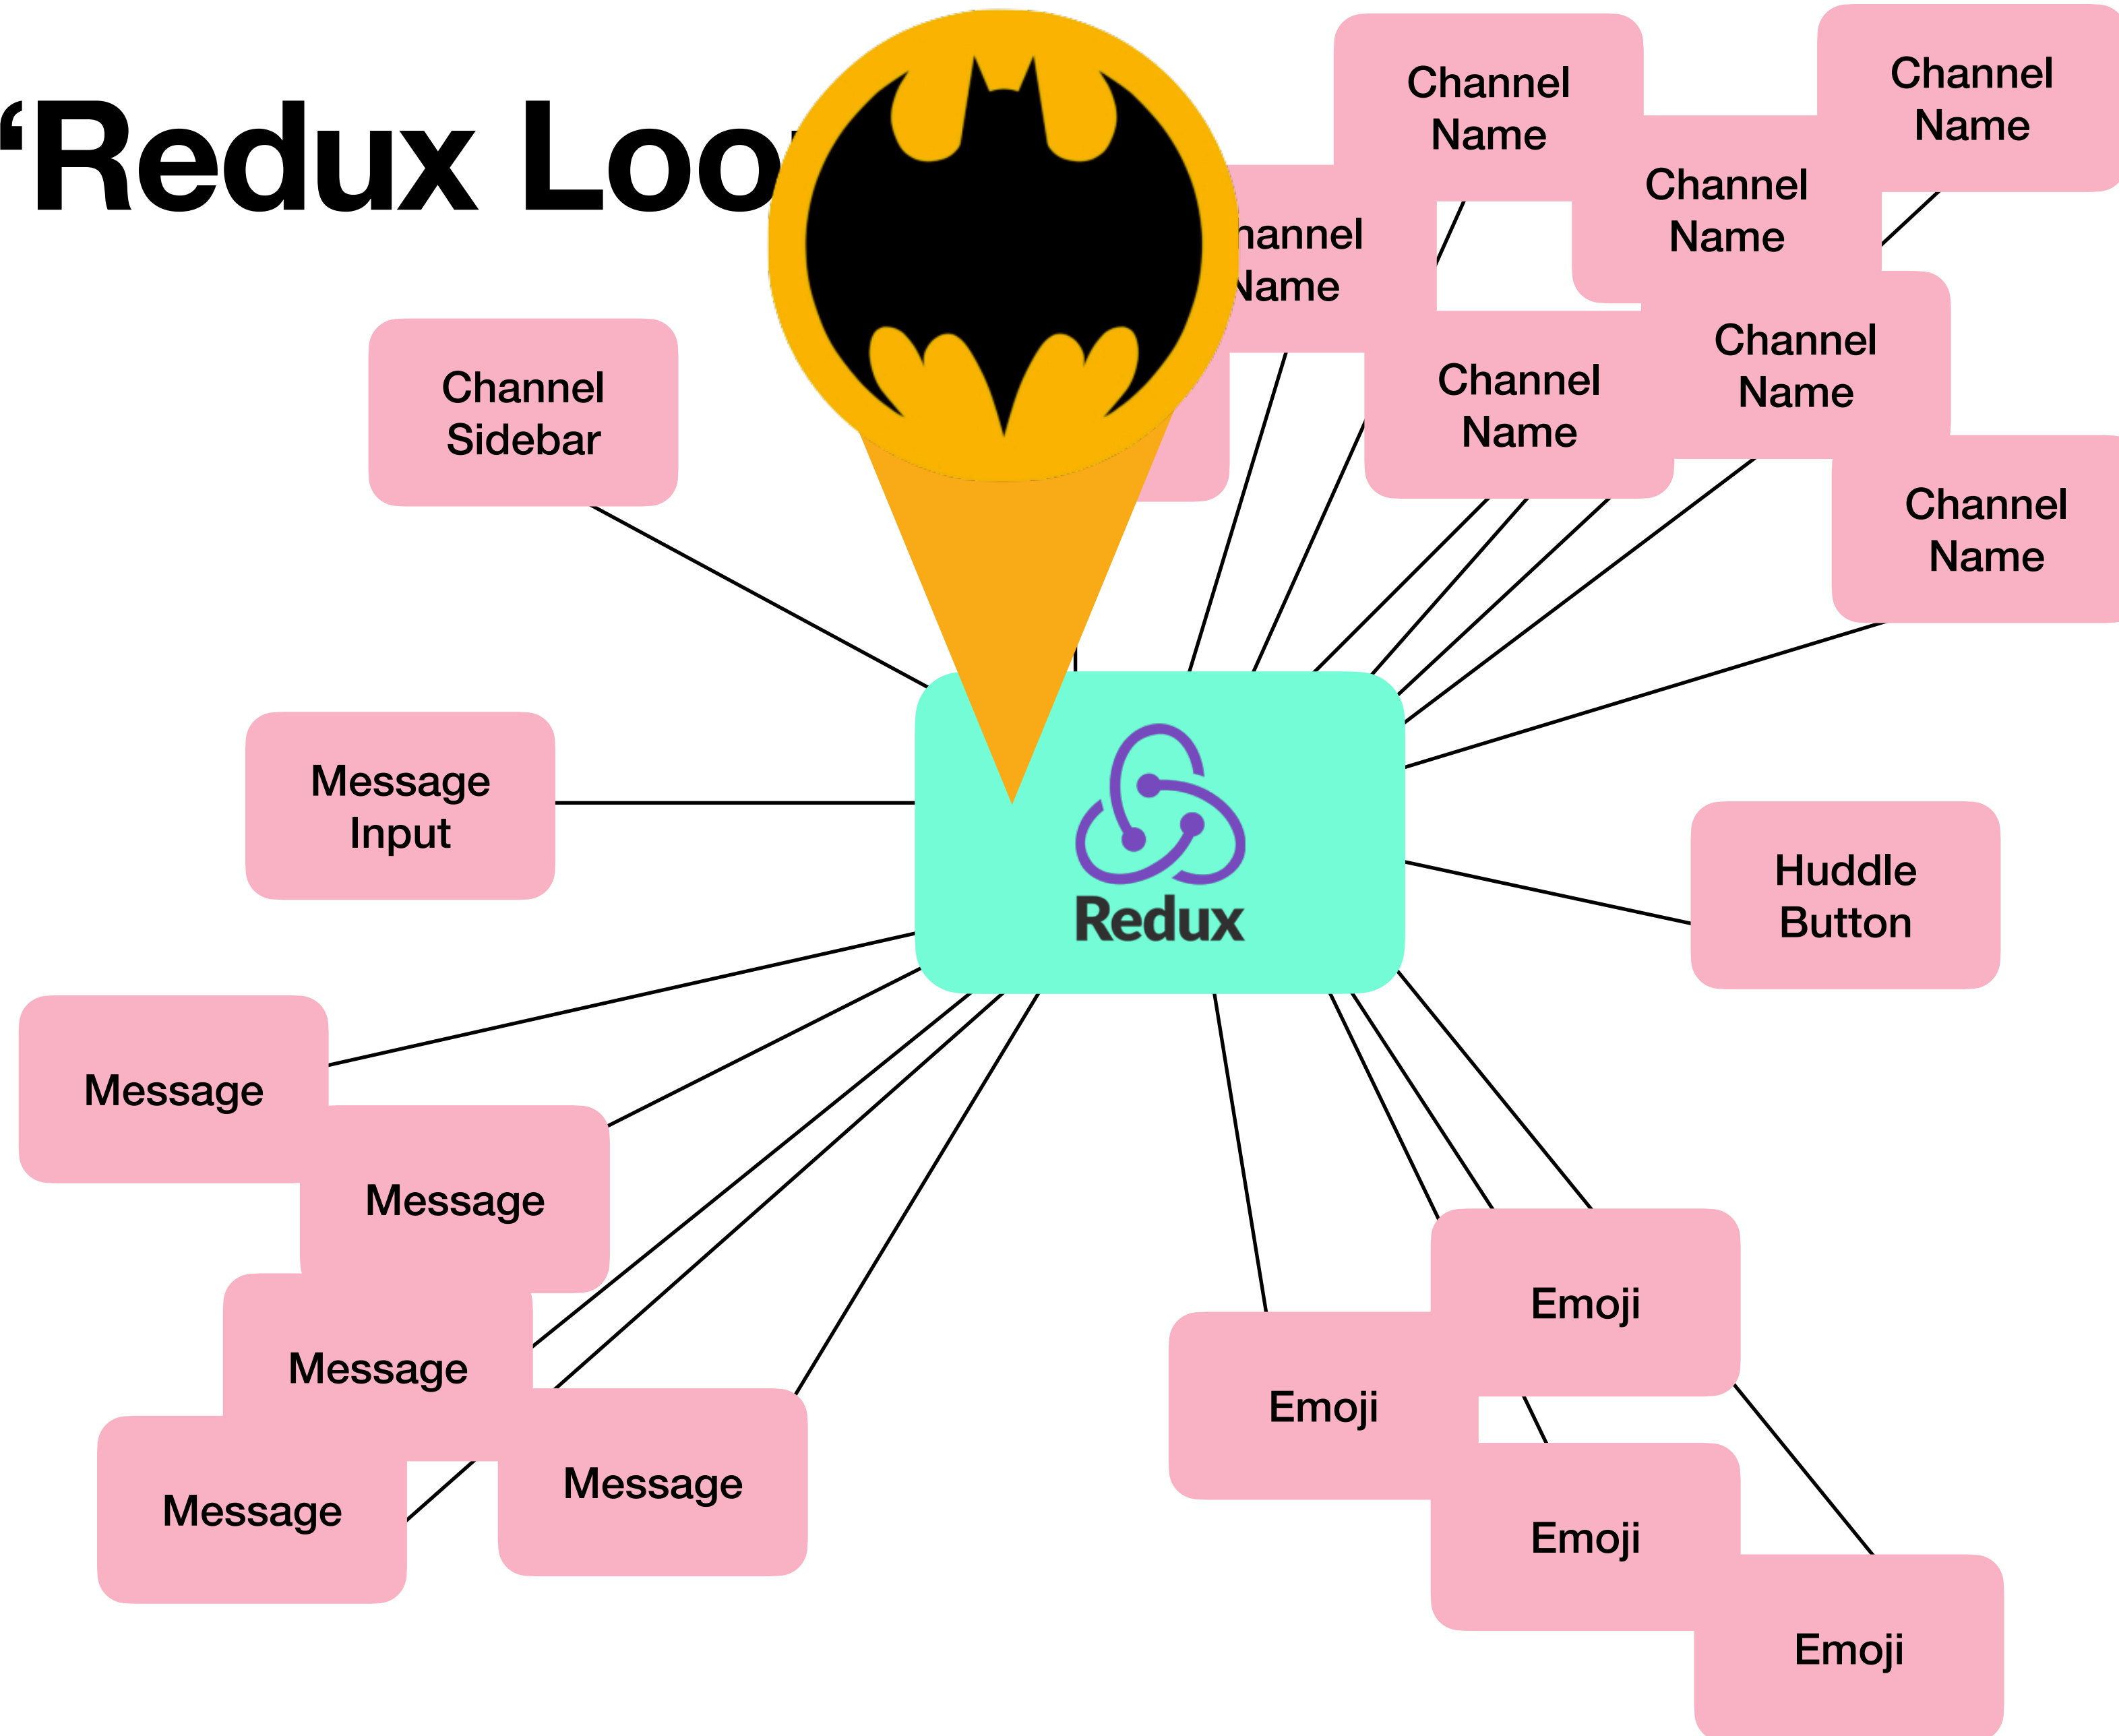 ‘Redux Loo
Channel
Name
Channel
Name
Channel
Name
hannel
Name
Channel
Name
Channel
Name
Channel
Sidebar
Channel
Name
Message
Input
Redux
Huddle
Button
Message
Message
Message
Message
Message
Emoji
Emoji
Emoji
Emoji